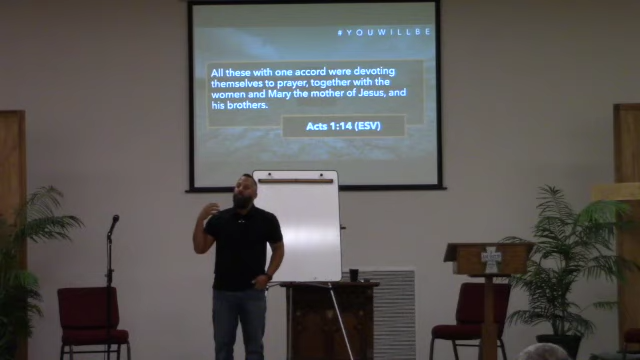 #YOUWILLBE
All these with one accord were devoting
themselves to prayer, together with the
women and Mary the mother of Jesus, and
his brothers.
Acts 1:14 (ESV)